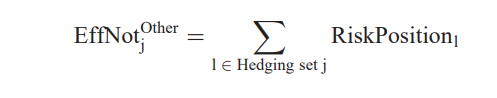 EffNot_j^Other = ∑ RiskPosition_l
l ∈ Hedging set j